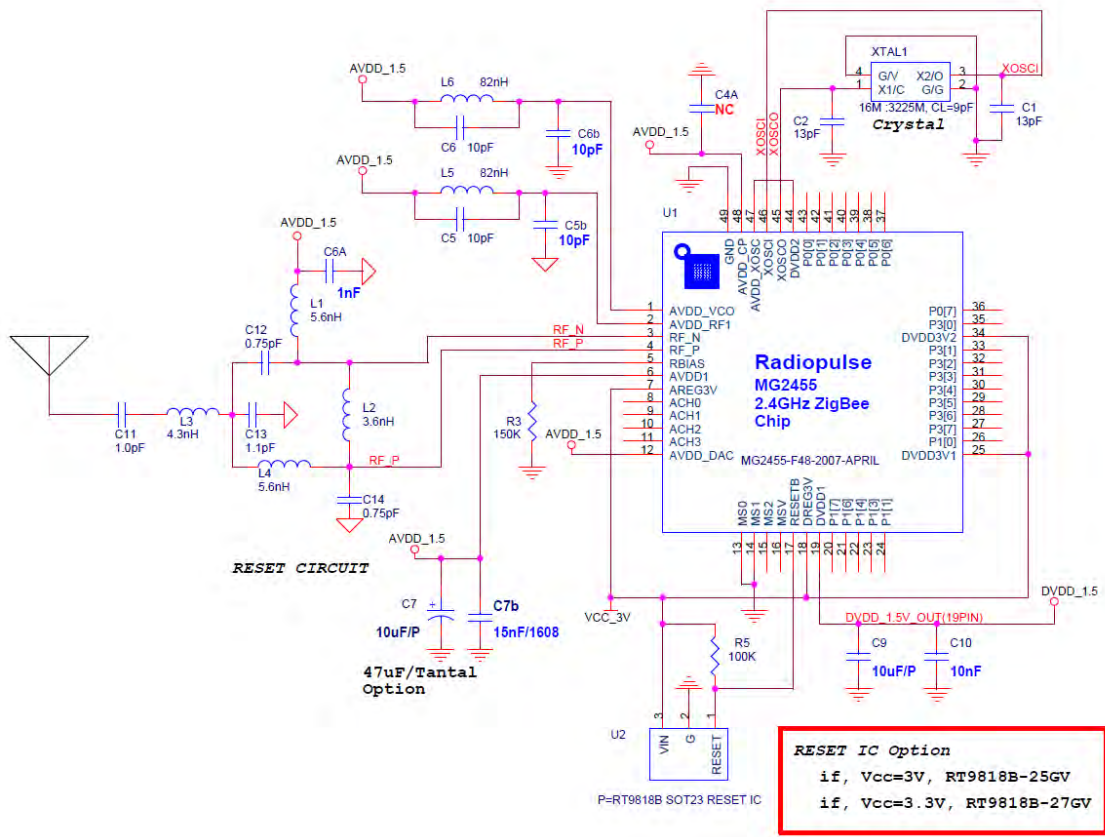 AVDD_1.5
L6 82nH
C6 10pF
C6b
10pF
AVDD_1.5
L5 82nH
C5 10pF
C5b
10pF
AVDD_1.5
C6A
1nF
L1
5.6nH
C12
0.75pF
RF_N
RF_P
C11
1.0pF
L3
4.3nH
C13
1.1pF
L2
3.6nH
L4
5.6nH
RF_P
C14
0.75pF
RESET CIRCUIT
R3
150K
AVDD_1.5
AVDD_1.5
C7
+
10uF/P
C7b
15nF/1608
47uF/Tantal
Option
C4A
NC
AVDD_1.5
XOSCI
XOSCO
XTAL1
4 G/V X2/O 3
1 X1/C G/G 2
XOSCI
16M :3225M, CL=9pF
Crystal
C2
13pF
C1
13pF
U1
49 GND
48 AVDD_CP
47 AVDD_XOSC
46 XOSCI
45 XOSCO
44 DVDD2
43 P0[0]
42 P0[1]
41 P0[2]
40 P0[3]
39 P0[4]
38 P0[5]
37 P0[6]
1 AVDD_VCO
2 AVDD_RF1
3 RF_N
4 RF_P
5 RBIAS
6 AVDD1
7 AREG3V
8 ACH0
9 ACH1
10 ACH2
11 ACH3
12 AVDD_DAC
P0[7] 36
P3[0] 35
DVDD3V2 34
P3[1] 33
P3[2] 32
P3[3] 31
P3[4] 30
P3[5] 29
P3[6] 28
P3[7] 27
P1[0] 26
DVDD3V1 25
Radiopulse
MG2455
2.4GHz ZigBee
Chip
MG2455-F48-2007-APRIL
13 MS0
14 MS1
15 MS2
16 MSV
17 RESETB
18 DREG3V
19 DVDD1
20 P1[7]
21 P1[6]
22 P1[4]
23 P1[3]
24 P1[1]
VCC_3V
R5
100K
DVDD_1.5V_OUT(19PIN)
DVDD_1.5
C9
10uF/P
C10
10nF
U2
3 VIN
2 G
1 RESET
P=RT9818B SOT23 RESET IC
RESET IC Option
if, Vcc=3V, RT9818B-25GV
if, Vcc=3.3V, RT9818B-27GV